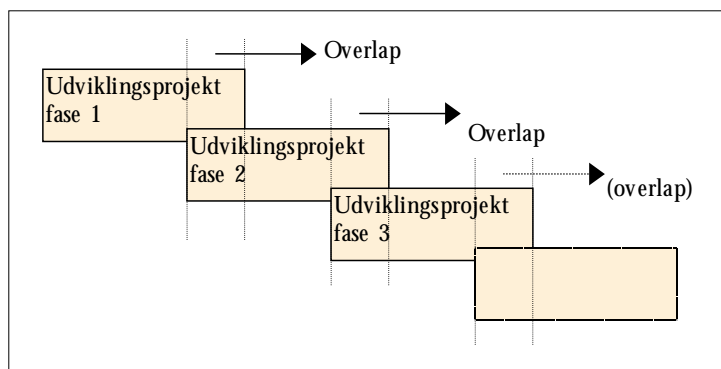 Overlap
Udviklingsprojekt
fase 1
Overlap
Udviklingsprojekt
fase 2
(overlap)
Udviklingsprojekt
fase 3